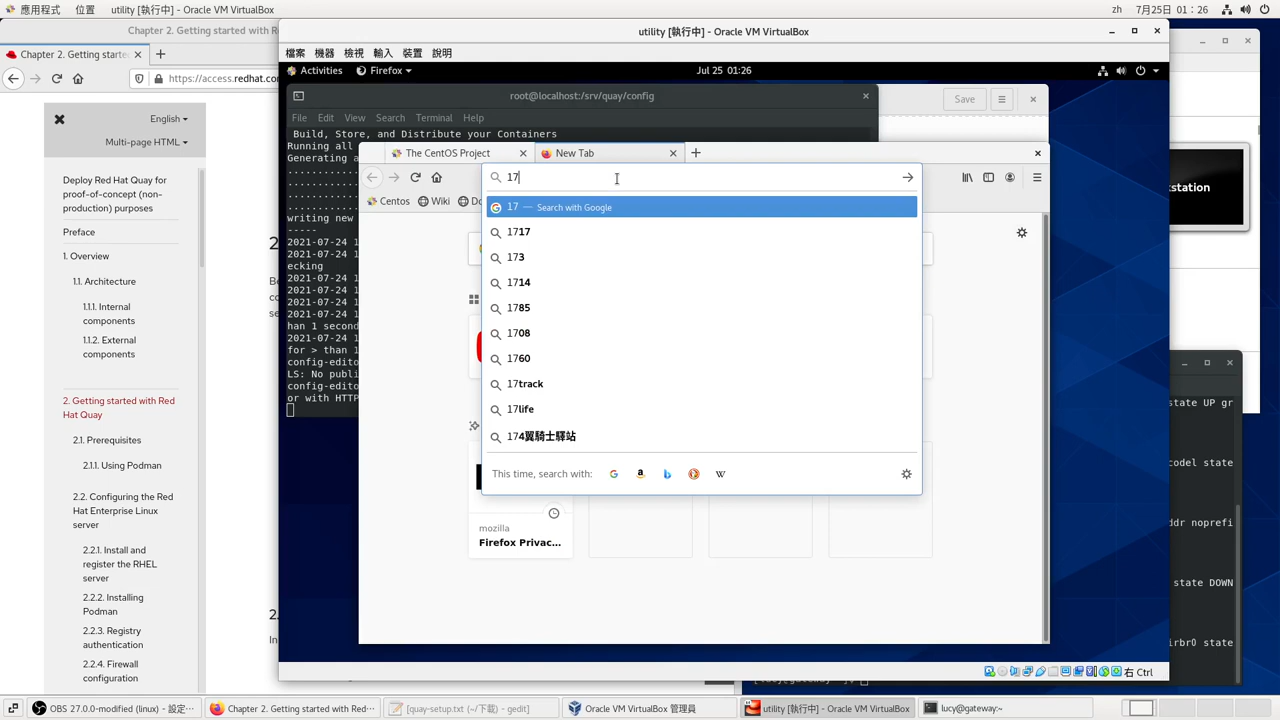 應用程式 位置 utility [執行中] - Oracle VM VirtualBox zh 7月25日 01：26
Chapter 2. Getting started with R
Chapter 2. Getting starte
https://access.redhat.co
English
Multi-page HTML
Deploy Red Hat Quay for
proof-of-concept (non-
production) purposes
Preface
1. Overview
1.1. Architecture
1.1.1. Internal
components
1.1.2. External
components
2. Getting started with Red
Hat Quay
2.1. Prerequisites
2.1.1. Using Podman
2.2. Configuring the Red
Hat Enterprise Linux
server
2.2.1. Install and
register the RHEL
server
2.2.2. Installing
Podman
2.2.3. Registry
authentication
2.2.4. Firewall
configuration
utility [執行中] - Oracle VM VirtualBox
檔案 機器 檢視 輸入 裝置 說明
Activities Firefox Jul 25 01:26
root@localhost:/srv/quay/config
Save
File Edit View Search Terminal Help
Build, Store, and Distribute your Containers
Running all
Generating a
writing new
-----
2021-07-24 1
ecking
2021-07-24 1
2021-07-24 1
2021-07-24 1
han 1 second
2021-07-24 1
for > than 1
config-edito
LS: No publi
config-edito
or with HTTP
The CentOS Project
New Tab
17
Centos Wiki
17 — Search with Google
1717
173
1714
1785
1708
1760
17track
17life
174翼騎士驛站
This time, search with:
mozilla
Firefox Privac...
右 Ctrl
kstation
state UP gr
codel state
ddr noprefi
state DOWN
irbr0 state
OBS 27.0.0-modified (linux) - 設定… Chapter 2. Getting started with Red… [quay-setup.txt (~/下載) - gedit] Oracle VM VirtualBox 管理員 utility [執行中] - Oracle VM VirtualBox lucy@gateway:~